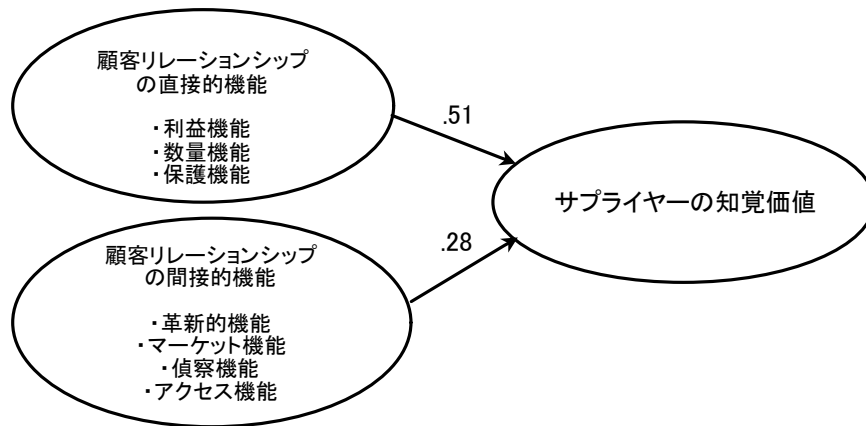 顧客リレーションシップ
の直接的機能
・利益機能
・数量機能
・保護機能
.51
サプライヤーの知覚価値
.28
顧客リレーションシップ
の間接的機能
・革新的機能
・マーケット機能
・偵察機能
・アクセス機能